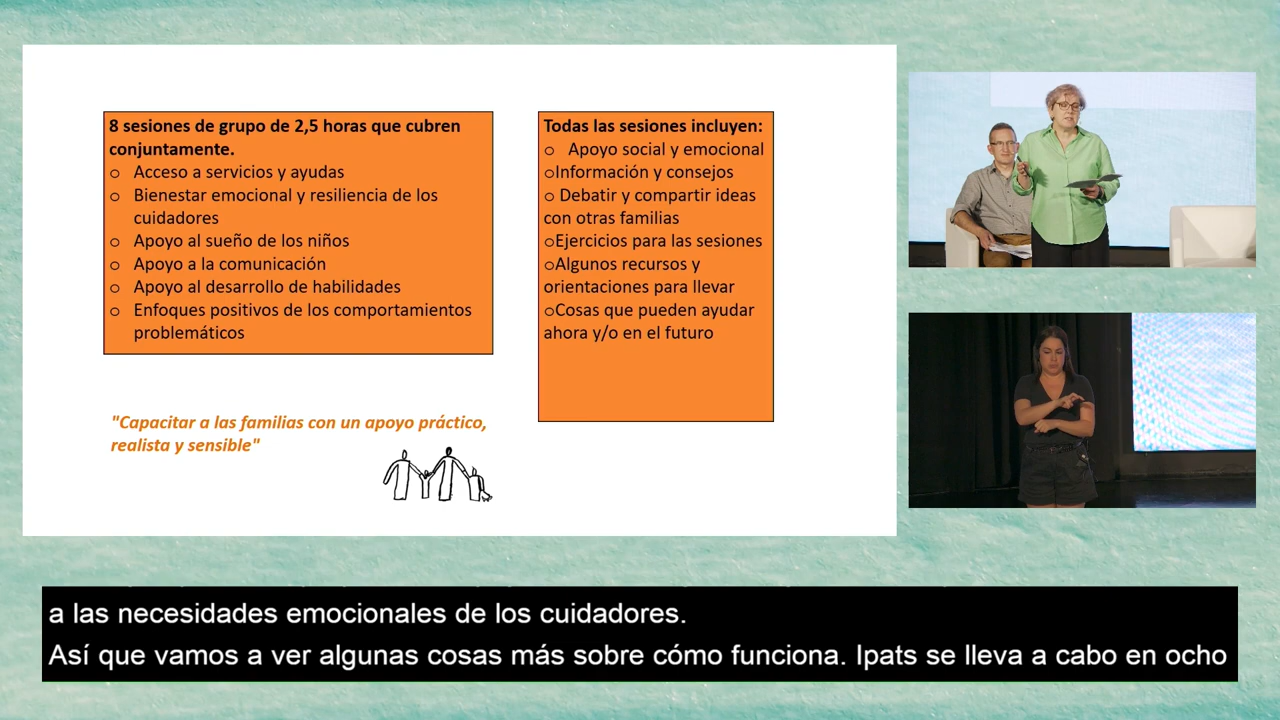 8 sesiones de grupo de 2,5 horas que cubren
conjuntamente.
o Acceso a servicios y ayudas
o Bienestar emocional y resiliencia de los
cuidadores
o Apoyo al sueño de los niños
o Apoyo a la comunicación
o Apoyo al desarrollo de habilidades
o Enfoques positivos de los comportamientos
problemáticos
"Capacitar a las familias con un apoyo práctico,
realista y sensible"
Todas las sesiones incluyen:
o Apoyo social y emocional
oInformación y consejos
o Debatir y compartir ideas
con otras familias
oEjercicios para las sesiones
oAlgunos recursos y
orientaciones para llevar
oCosas que pueden ayudar
ahora y/o en el futuro
a las necesidades emocionales de los cuidadores.
Así que vamos a ver algunas cosas más sobre cómo funciona. Ipats se lleva a cabo en ocho